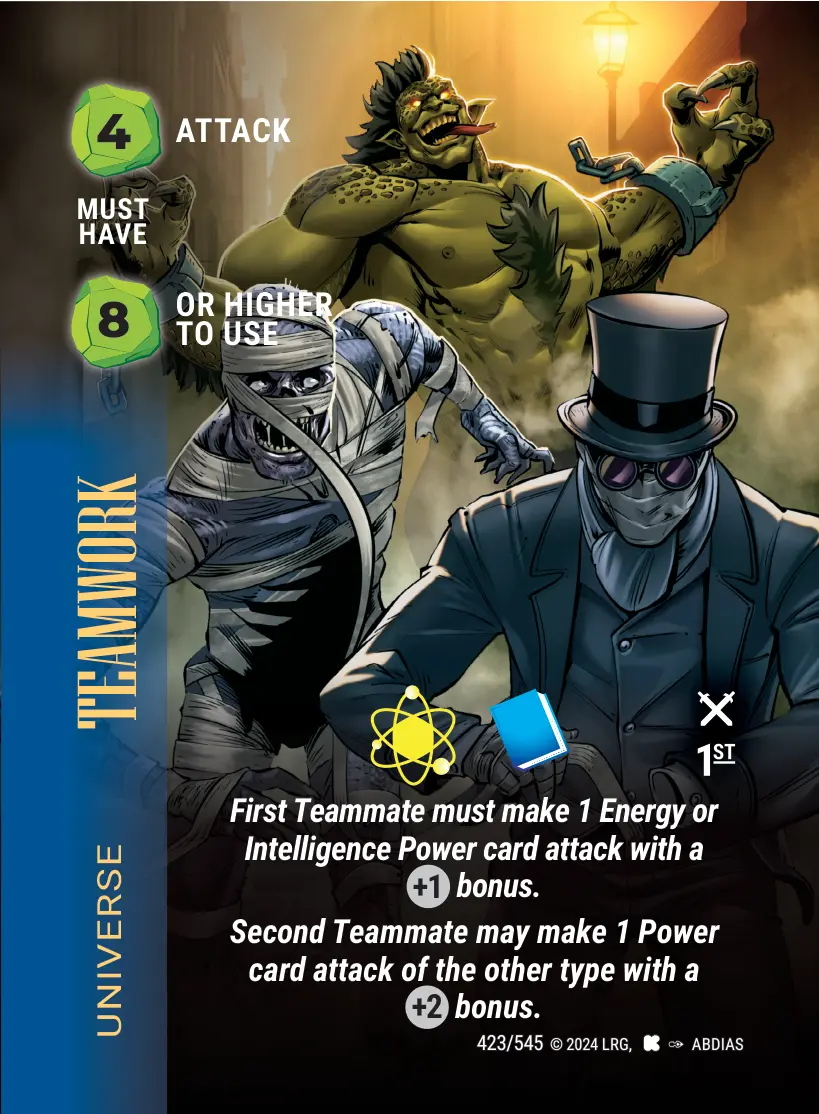 4 ATTACK
MUST
HAVE
8 OR HIGHER
TO USE
TEAMWORK
UNIVERSE
1ST
First Teammate must make 1 Energy or
Intelligence Power card attack with a
+1 bonus.
Second Teammate may make 1 Power
card attack of the other type with a
+2 bonus.
423/545 © 2024 LRG, ABDIAS